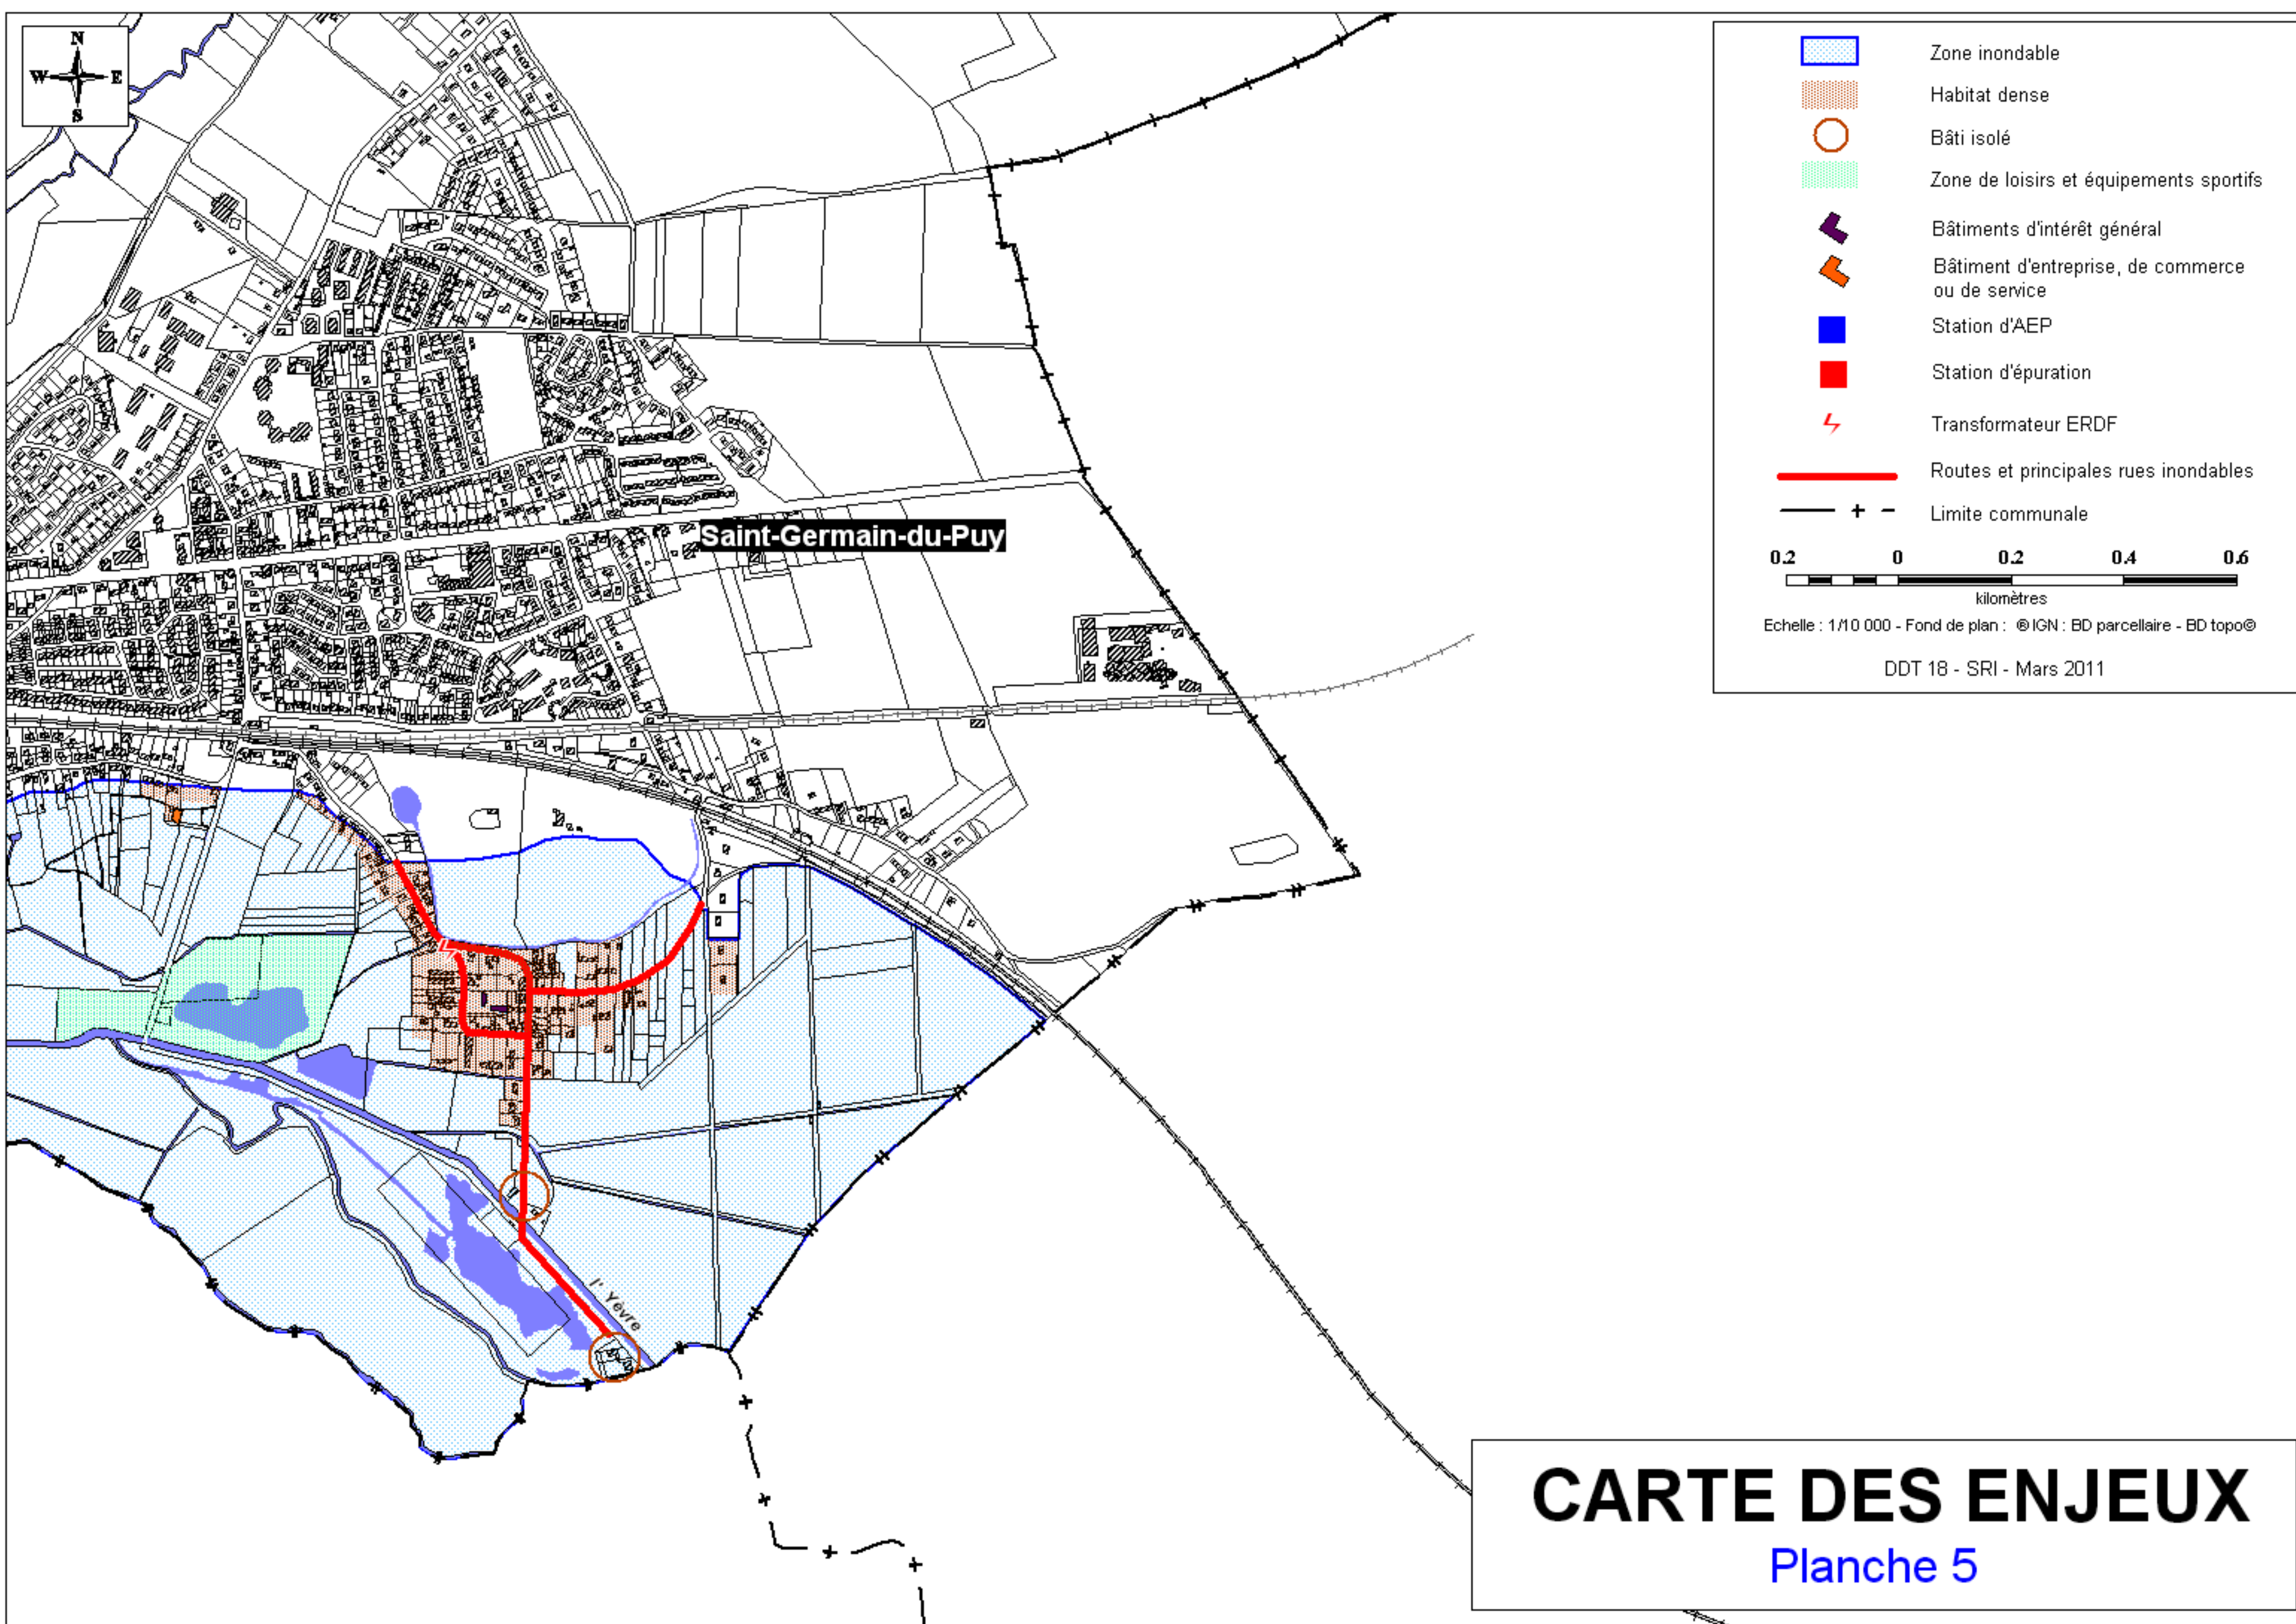 N
W E
S
Zone inondable
Habitat dense
Bâti isolé
Zone de loisirs et équipements sportifs
Bâtiments d'intérêt général
Bâtiment d'entreprise, de commerce
ou de service
Station d'AEP
Station d'épuration
Transformateur ERDF
Routes et principales rues inondables
Limite communale
0.2 0 0.2 0.4 0.6
kilomètres
Echelle : 1/10 000 - Fond de plan : ® IGN : BD parcellaire - BD topo©
DDT 18 - SRI - Mars 2011
Saint-Germain-du-Puy
l' Yèvre
CARTE DES ENJEUX
Planche 5